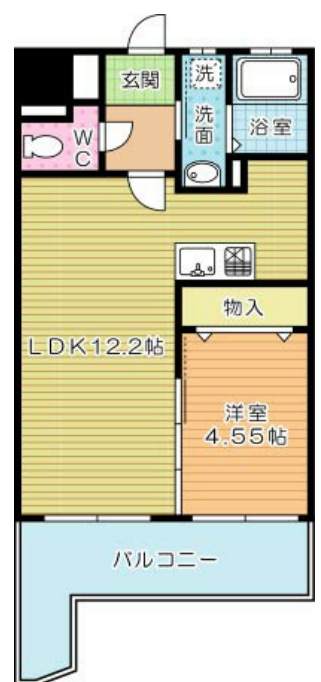 玄関
洗
洗面
浴室
WC
物入
LDK12.2帖
洋室
4.55帖
バルコニー